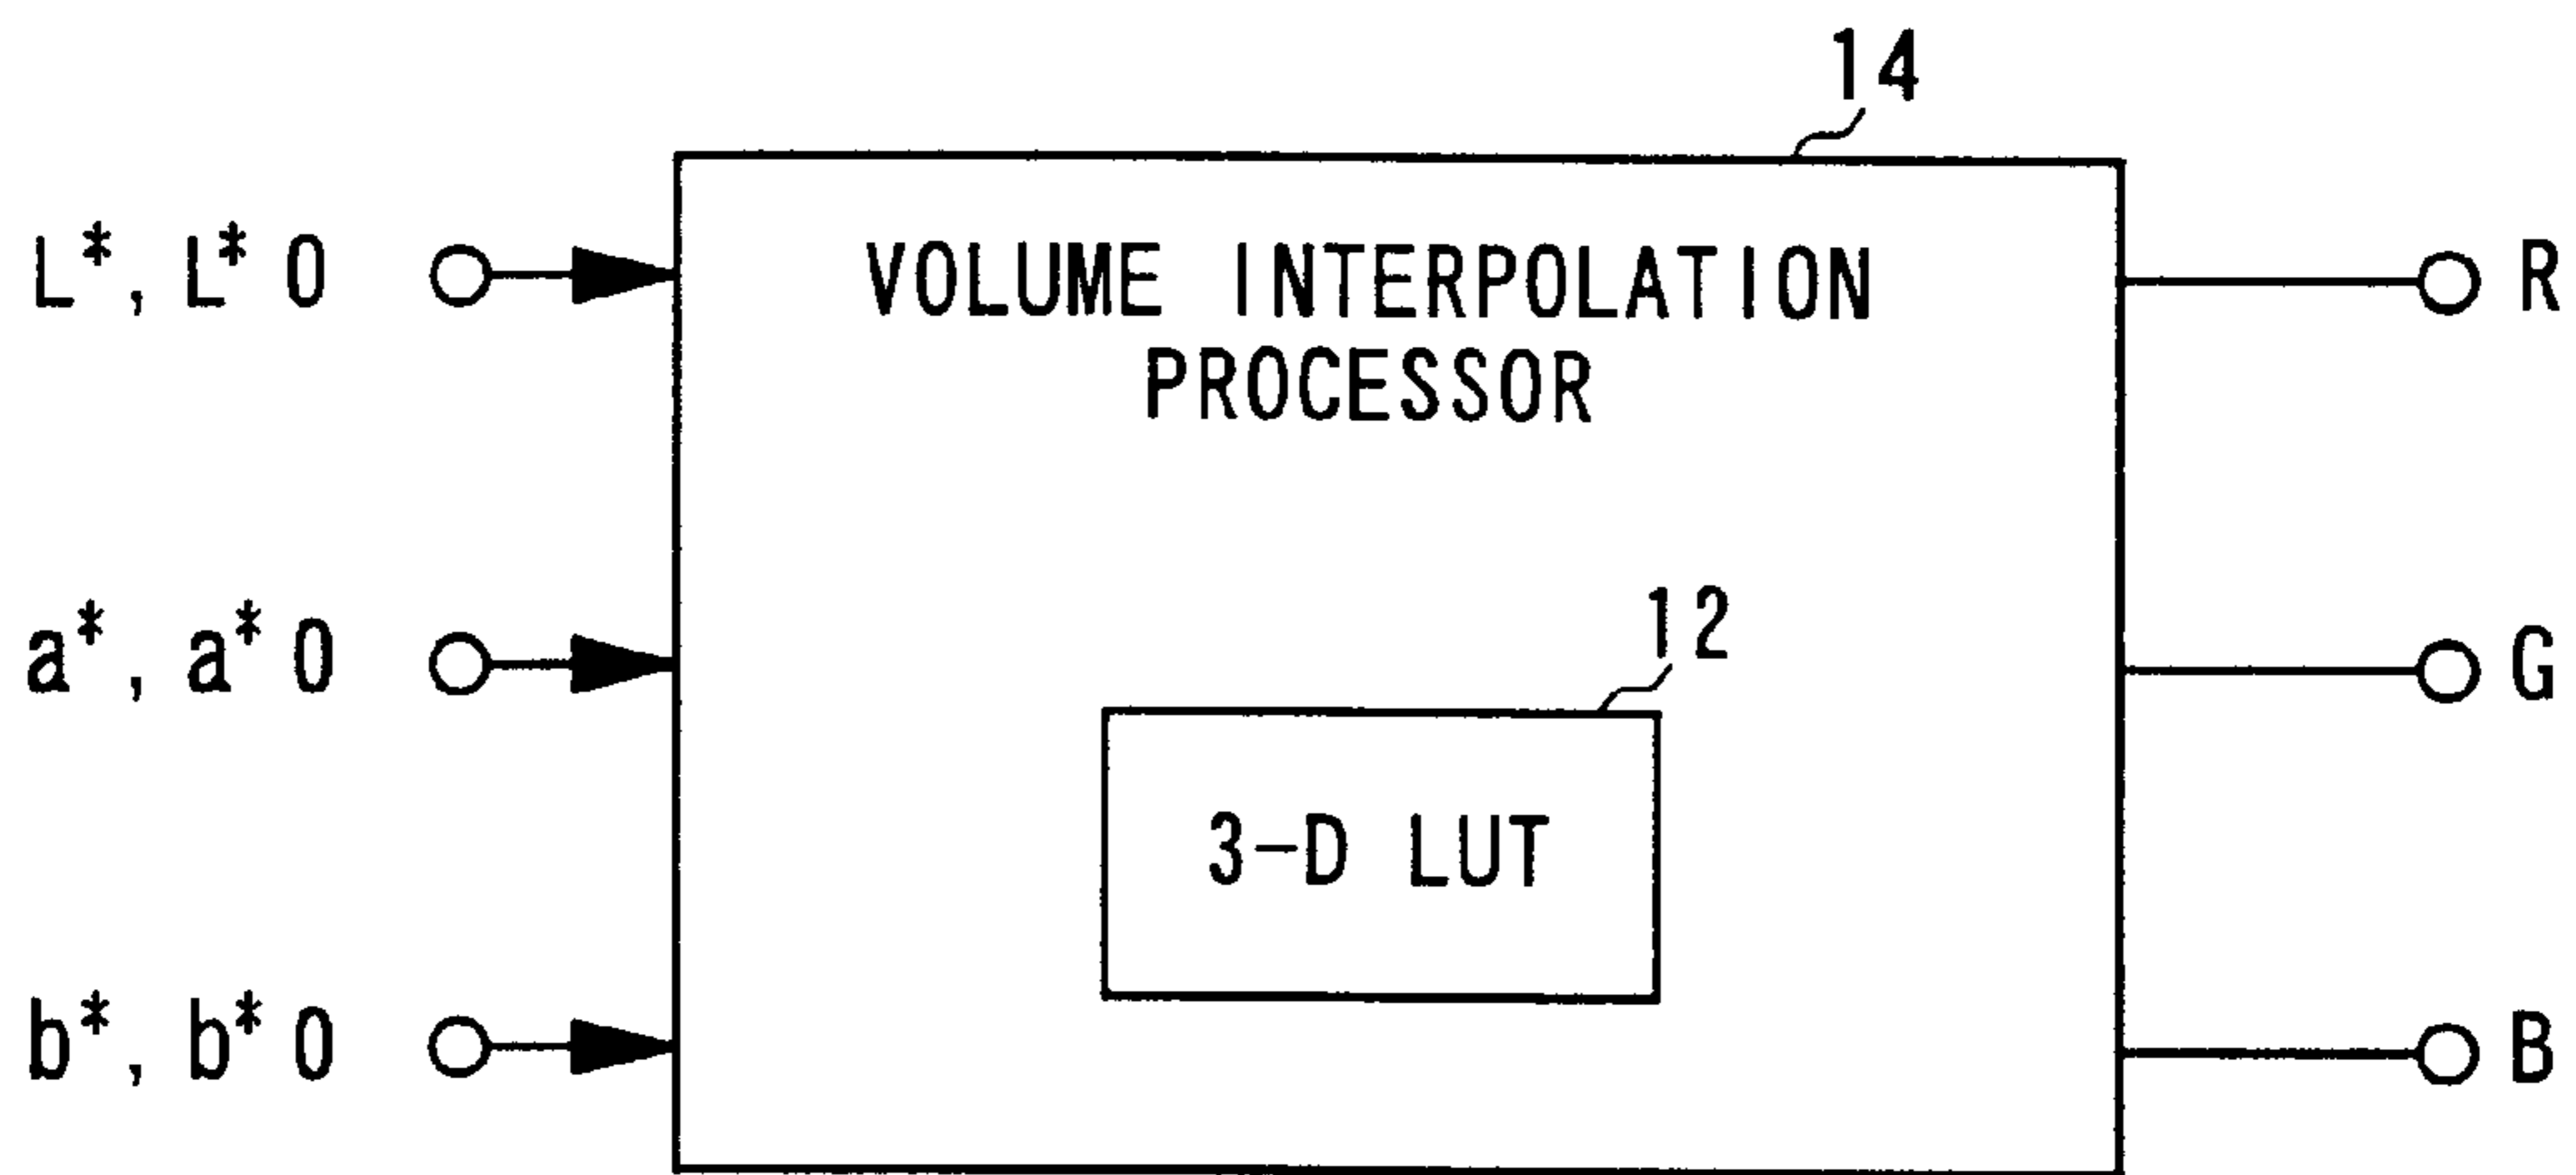 14
L*, L*0
VOLUME INTERPOLATION
PROCESSOR
R
a*, a*0
12
G
3-D LUT
b*, b*0
B